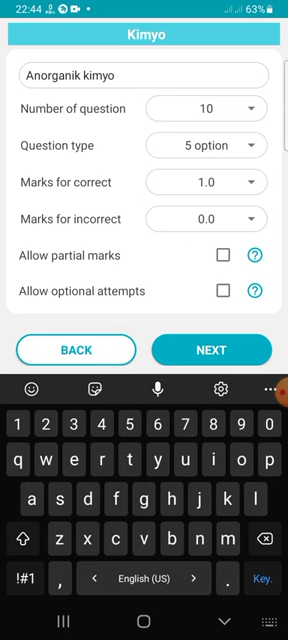 22:44 63%
Kimyo
Anorganik kimyo
Number of question 10
Question type 5 option
Marks for correct 1.0
Marks for incorrect 0.0
Allow partial marks ?
Allow optional attempts ?
BACK NEXT
1 2 3 4 5 6 7 8 9 0
q w e r t y u i o p
a s d f g h j k l
z x c v b n m
!#1 , < English (US) > . Key.